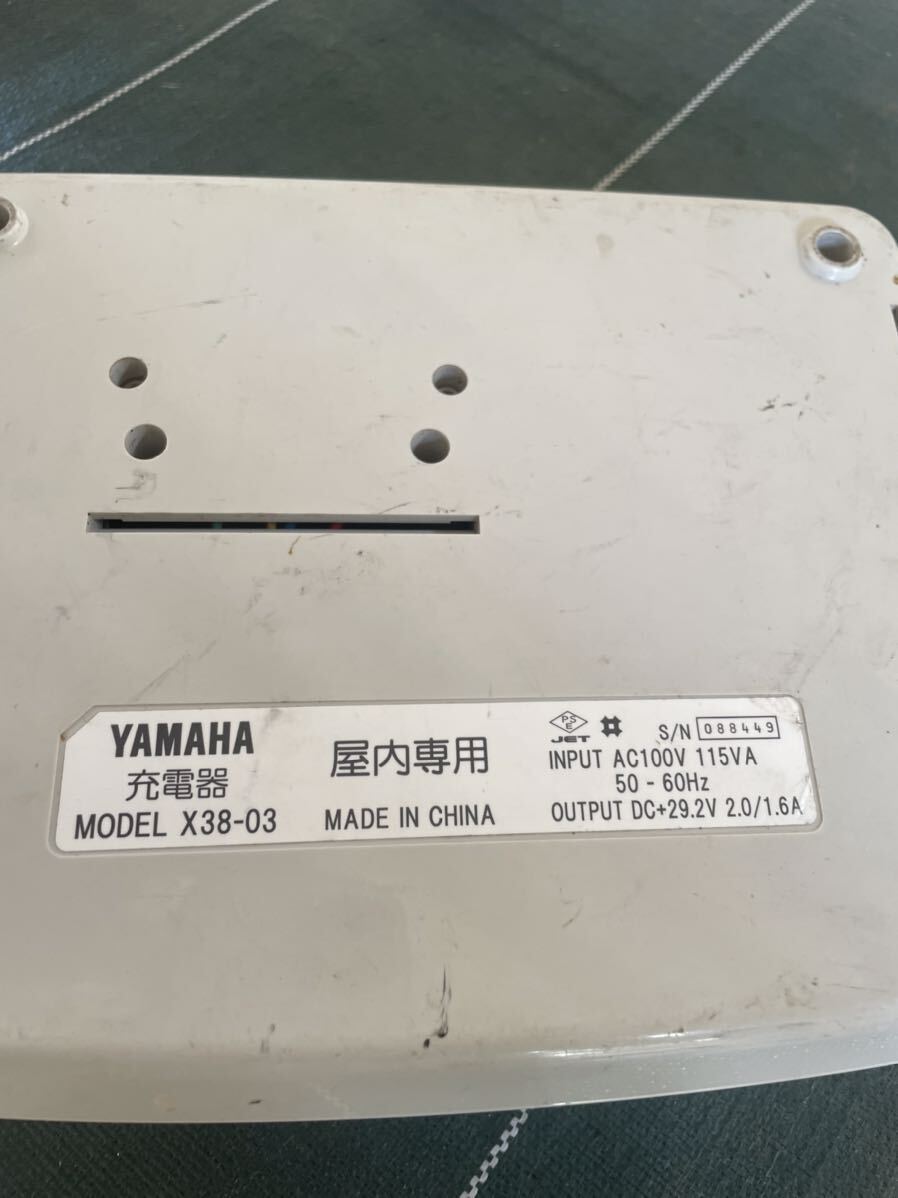 YAMAHA
充電器
MODEL X38-03
屋内専用
MADE IN CHINA
PS
E
JET
S/N 088449
INPUT AC100V 115VA
50 - 60Hz
OUTPUT DC+29.2V 2.0/1.6A